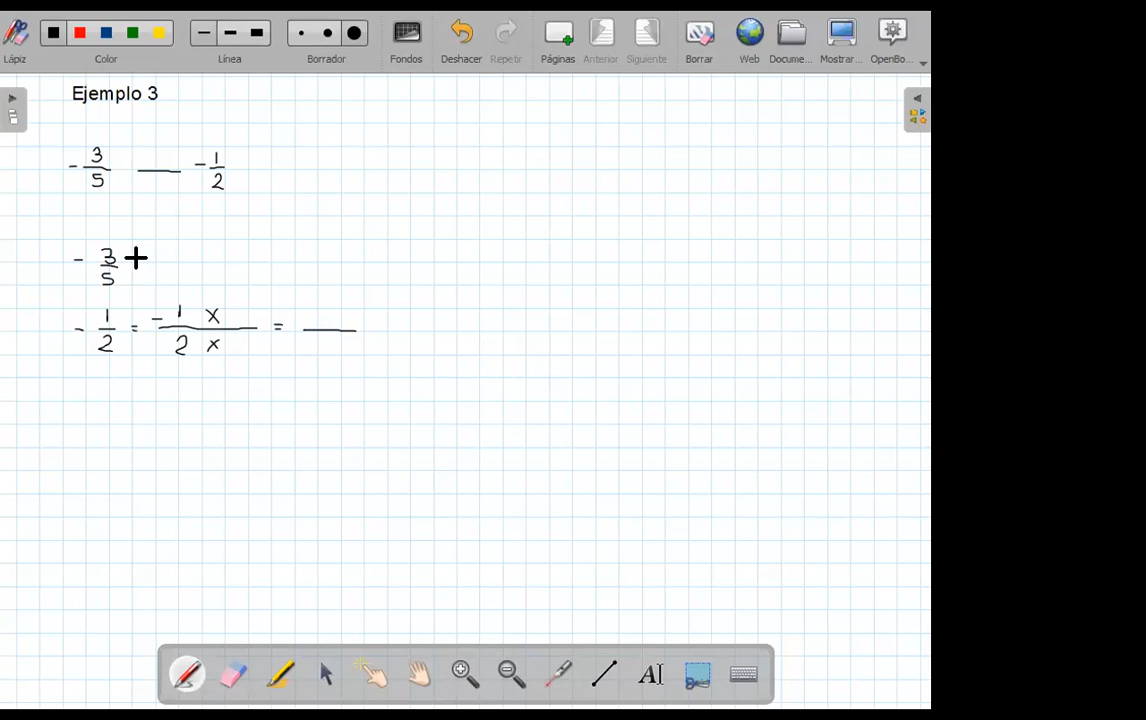 Lápiz Color Línea Borrador Fondos Deshacer Repetir Páginas Anterior Siguiente Borrar Web Docume... Mostrar... OpenBo...
Ejemplo 3
- 3/5 ___ - 1/2
- 3/5
- 1/2 = - 1 x / 2 x = ___
AI